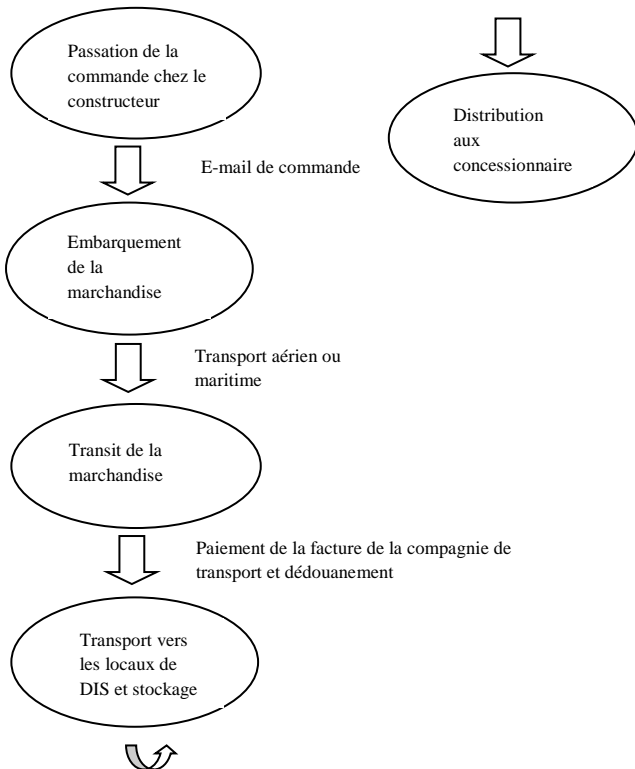 Passation de la
commande chez le
constructeur
E-mail de commande
Embarquement
de la
marchandise
Transport aérien ou
maritime
Transit de la
marchandise
Paiement de la facture de la compagnie de
transport et dédouanement
Transport vers
les locaux de
DIS et stockage
Distribution
aux
concessionnaire